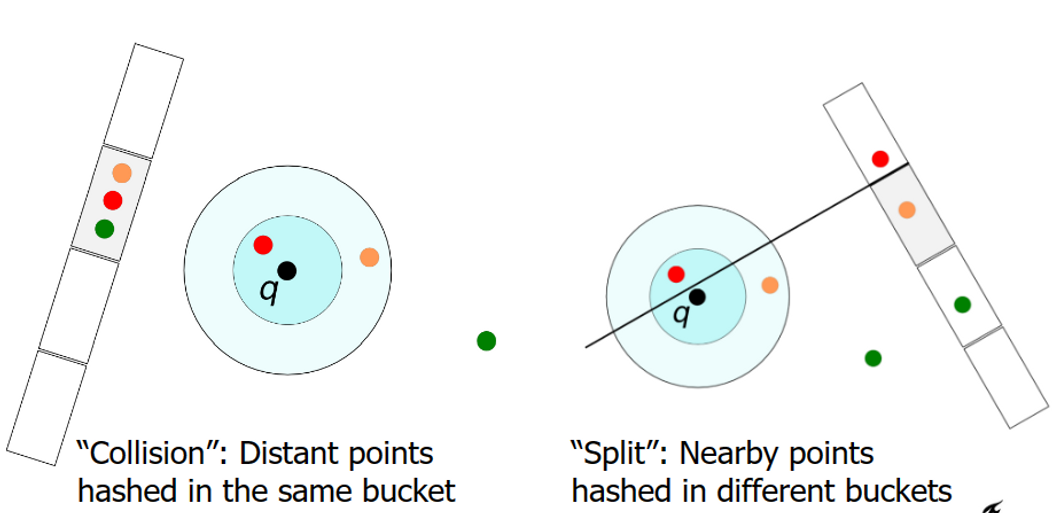 q
q
“Collision”: Distant points
hashed in the same bucket
“Split”: Nearby points
hashed in different buckets